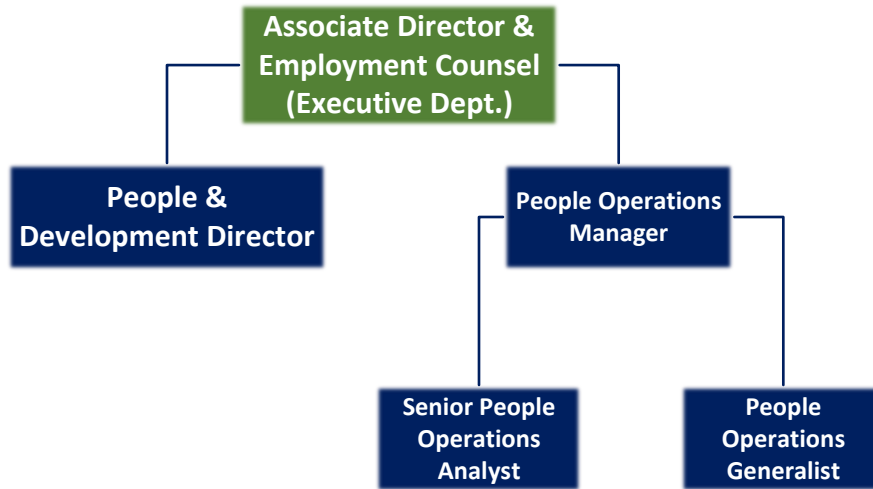 Associate Director &
Employment Counsel
(Executive Dept.)
People &
Development Director
People Operations
Manager
Senior People
Operations
Analyst
People
Operations
Generalist